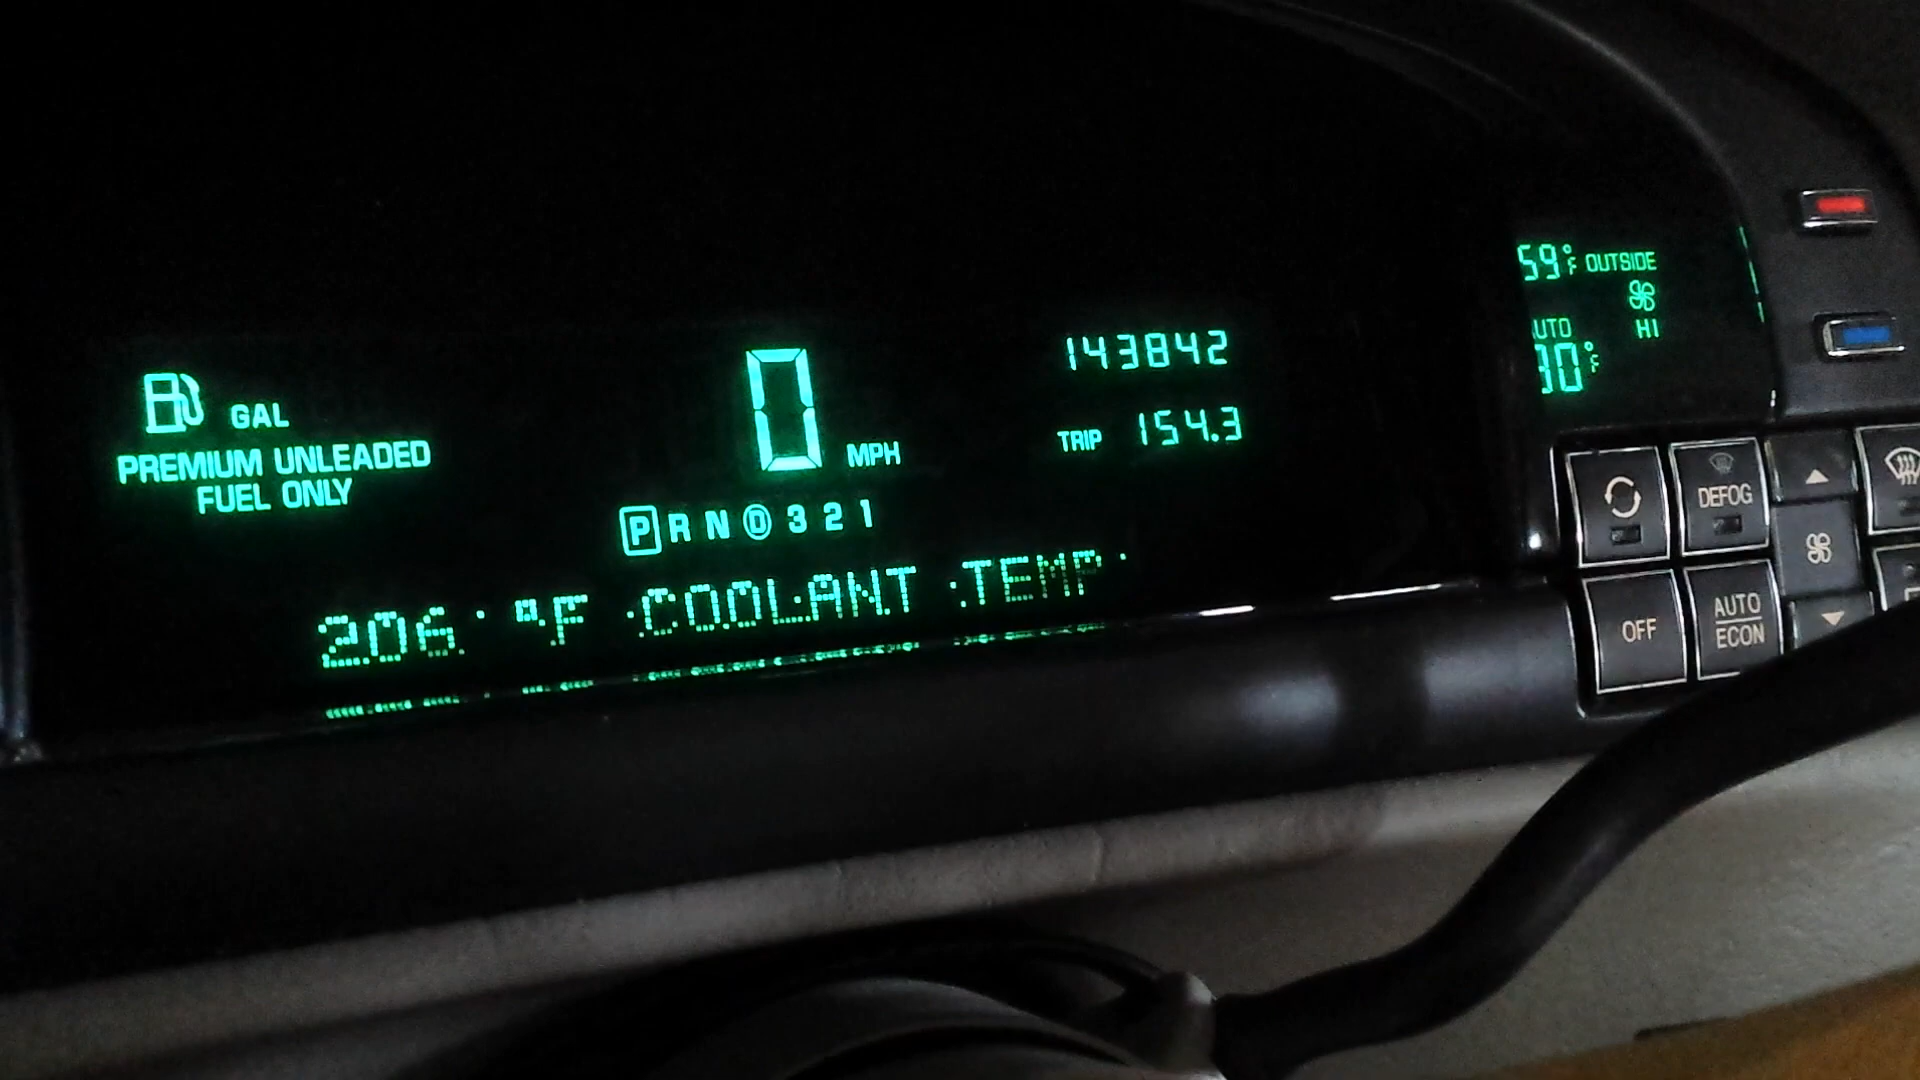 GAL
PREMIUM UNLEADED
FUEL ONLY
0 MPH
143842
TRIP 154.3
P R N D 3 2 1
206 °F COOLANT TEMP
59°F OUTSIDE
HI
DEFOG
OFF
AUTO
ECON